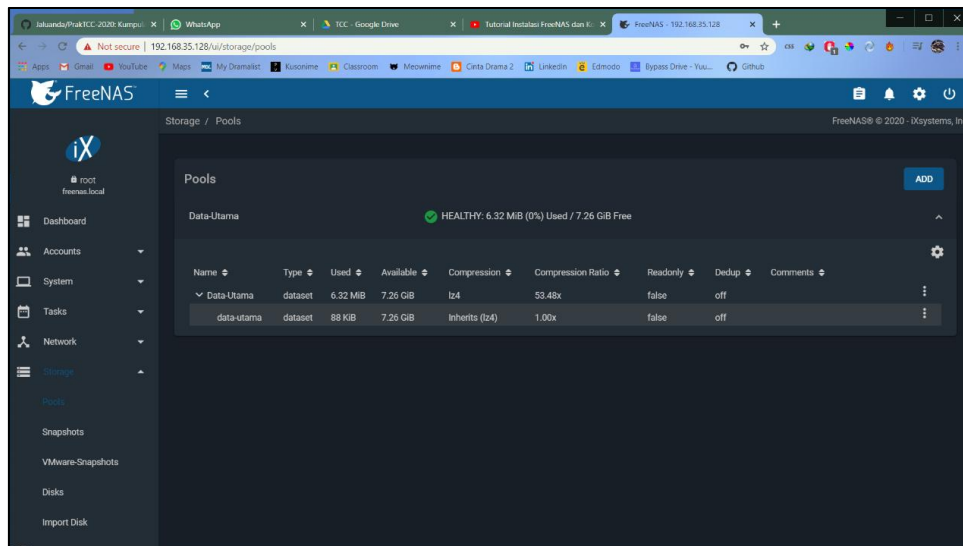 Jaluanda/PrakTCC-2020: Kumpul
WhatsApp
TCC - Google Drive
Tutorial Instalasi FreeNAS dan Ko
FreeNAS - 192.168.35.128
Not secure | 192.168.35.128/ui/storage/pools
Apps Gmail YouTube Maps My Dramalist Kusonime Classroom Meownime Cinta Drama 2 Linkedin Edmodo Bypass Drive - Yuu... Github
FreeNAS
Storage / Pools
FreeNAS® © 2020 - iXsystems, In
iX
root
freenas.local
Dashboard
Accounts
System
Tasks
Network
Storage
Pools
Snapshots
VMware-Snapshots
Disks
Import Disk
Pools
ADD
Data-Utama
HEALTHY: 6.32 MiB (0%) Used / 7.26 GiB Free
Name Type Used Available Compression Compression Ratio Readonly Dedup Comments
Data-Utama dataset 6.32 MiB 7.26 GiB lz4 53.48x false off
data-utama dataset 88 KiB 7.26 GiB Inherits (lz4) 1.00x false off